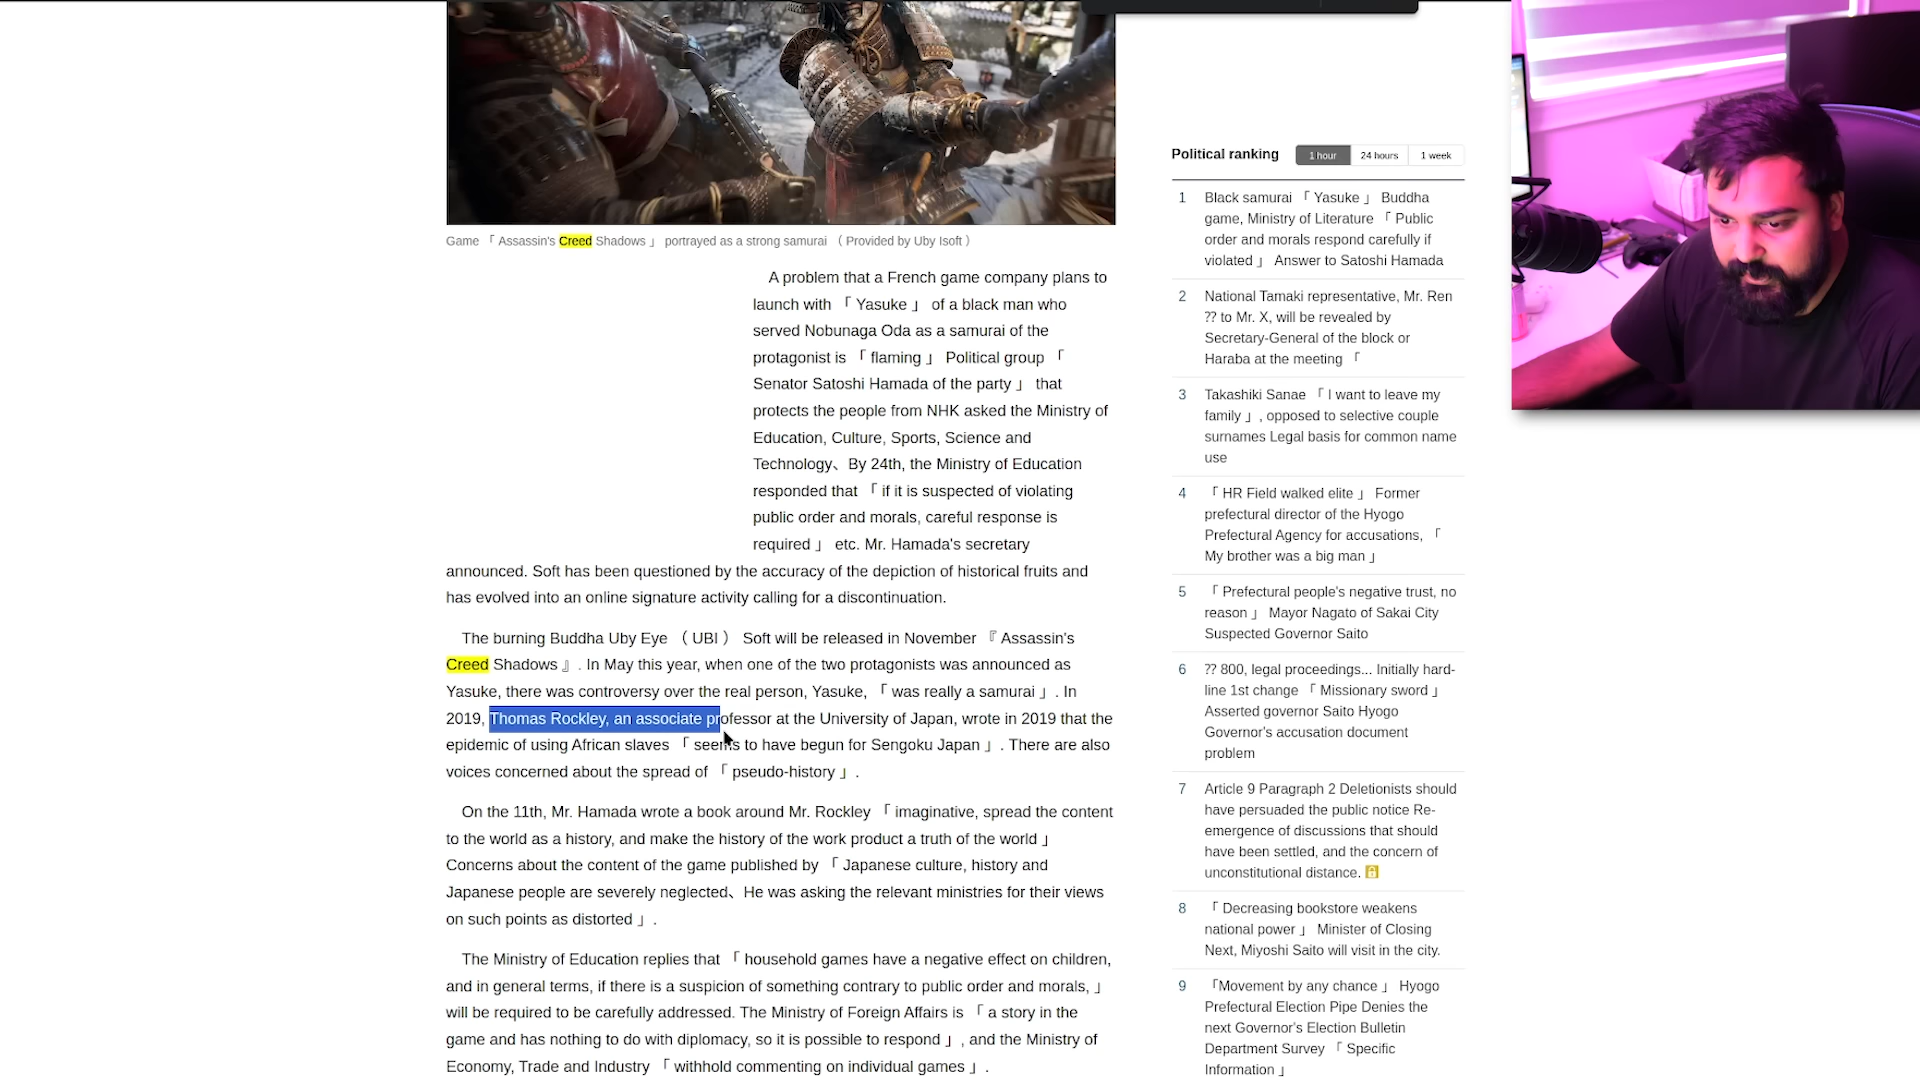 Game 「 Assassin's Creed Shadows 」 portrayed as a strong samurai （ Provided by Uby Isoft ）
A problem that a French game company plans to
launch with 「 Yasuke 」 of a black man who
served Nobunaga Oda as a samurai of the
protagonist is 「 flaming 」 Political group 「
Senator Satoshi Hamada of the party 」 that
protects the people from NHK asked the Ministry of
Education, Culture, Sports, Science and
Technology、By 24th, the Ministry of Education
responded that 「 if it is suspected of violating
public order and morals, careful response is
required 」 etc. Mr. Hamada's secretary
announced. Soft has been questioned by the accuracy of the depiction of historical fruits and
has evolved into an online signature activity calling for a discontinuation.
The burning Buddha Uby Eye （ UBI ） Soft will be released in November 『 Assassin's
Creed Shadows 』 . In May this year, when one of the two protagonists was announced as
Yasuke, there was controversy over the real person, Yasuke, 「 was really a samurai 」 . In
2019, Thomas Rockley, an associate professor at the University of Japan, wrote in 2019 that the
epidemic of using African slaves 「 seems to have begun for Sengoku Japan 」 . There are also
voices concerned about the spread of 「 pseudo-history 」 .
On the 11th, Mr. Hamada wrote a book around Mr. Rockley 「 imaginative, spread the content
to the world as a history, and make the history of the work product a truth of the world 」
Concerns about the content of the game published by 「 Japanese culture, history and
Japanese people are severely neglected、He was asking the relevant ministries for their views
on such points as distorted 」 .
The Ministry of Education replies that 「 household games have a negative effect on children,
and in general terms, if there is a suspicion of something contrary to public order and morals, 」
will be required to be carefully addressed. The Ministry of Foreign Affairs is 「 a story in the
game and has nothing to do with diplomacy, so it is possible to respond 」 , and the Ministry of
Economy, Trade and Industry 「 withhold commenting on individual games 」 .
Political ranking 1 hour 24 hours 1 week
1 Black samurai 「 Yasuke 」 Buddha
game, Ministry of Literature 「 Public
order and morals respond carefully if
violated 」 Answer to Satoshi Hamada
2 National Tamaki representative, Mr. Ren
?? to Mr. X, will be revealed by
Secretary-General of the block or
Haraba at the meeting 「
3 Takashiki Sanae 「 I want to leave my
family 」 , opposed to selective couple
surnames Legal basis for common name
use
4 「 HR Field walked elite 」 Former
prefectural director of the Hyogo
Prefectural Agency for accusations, 「
My brother was a big man 」
5 「 Prefectural people's negative trust, no
reason 」 Mayor Nagato of Sakai City
Suspected Governor Saito
6 ?? 800, legal proceedings... Initially hard-
line 1st change 「 Missionary sword 」
Asserted governor Saito Hyogo
Governor's accusation document
problem
7 Article 9 Paragraph 2 Deletionists should
have persuaded the public notice Re-
emergence of discussions that should
have been settled, and the concern of
unconstitutional distance.
8 「 Decreasing bookstore weakens
national power 」 Minister of Closing
Next, Miyoshi Saito will visit in the city.
9 「Movement by any chance 」 Hyogo
Prefectural Election Pipe Denies the
next Governor's Election Bulletin
Department Survey 「 Specific
Information 」